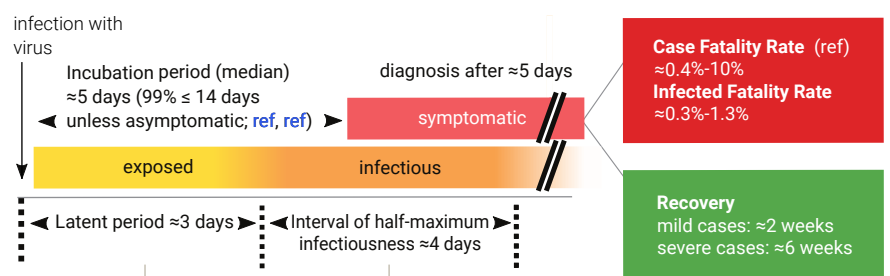 infection with
virus
Incubation period (median)
≈5 days (99% ≤ 14 days
unless asymptomatic; ref, ref)
diagnosis after ≈5 days
symptomatic
exposed
infectious
Latent period ≈3 days
Interval of half-maximum
infectiousness ≈4 days
Case Fatality Rate (ref)
≈0.4%-10%
Infected Fatality Rate
≈0.3%-1.3%
Recovery
mild cases: ≈2 weeks
severe cases: ≈6 weeks